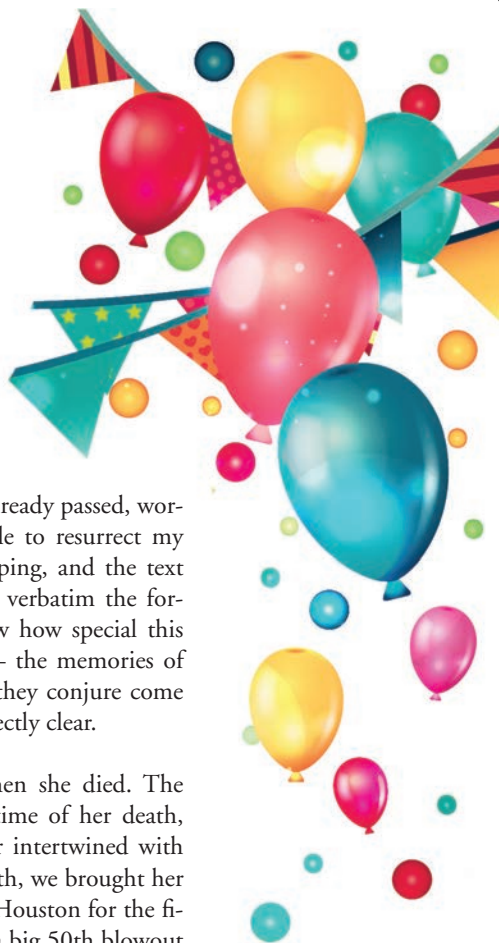 ready passed, wor-
le to resurrect my
ping, and the text
verbatim the for-
w how special this
– the memories of
they conjure come
ectly clear.
hen she died. The
time of her death,
r intertwined with
th, we brought her
Houston for the fi-
big 50th blowout